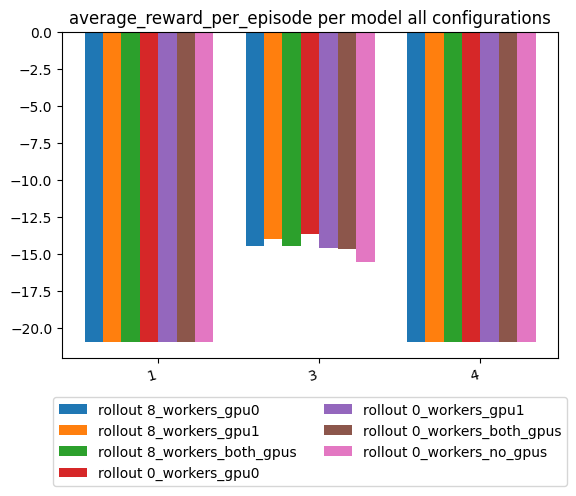 average_reward_per_episode per model all configurations
0.0
−2.5
−5.0
−7.5
−10.0
−12.5
−15.0
−17.5
−20.0
1
3
4
rollout 8_workers_gpu0
rollout 8_workers_gpu1
rollout 8_workers_both_gpus
rollout 0_workers_gpu0
rollout 0_workers_gpu1
rollout 0_workers_both_gpus
rollout 0_workers_no_gpus